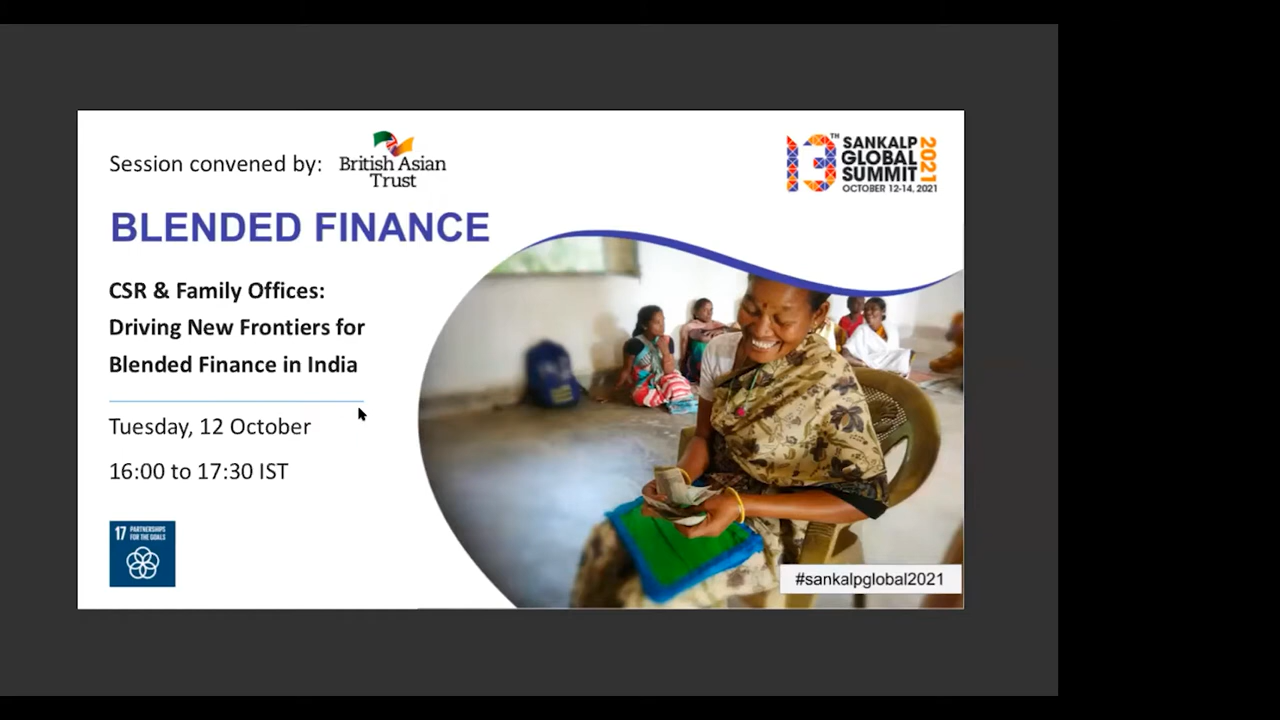 Session convened by:
British Asian
Trust
13TH
SANKALP
GLOBAL
SUMMIT
2021
OCTOBER 12-14, 2021
BLENDED FINANCE
CSR & Family Offices:
Driving New Frontiers for
Blended Finance in India
Tuesday, 12 October
16:00 to 17:30 IST
17 PARTNERSHIPS
FOR THE GOALS
#sankalpglobal2021